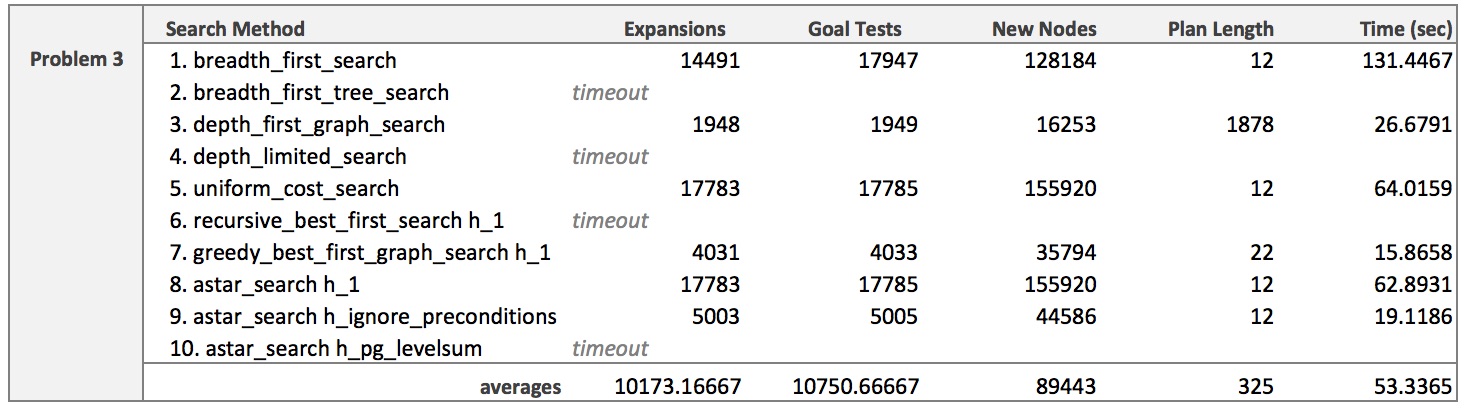 Search Method Expansions Goal Tests New Nodes Plan Length Time (sec)
Problem 3 1. breadth_first_search 14491 17947 128184 12 131.4467
2. breadth_first_tree_search timeout
3. depth_first_graph_search 1948 1949 16253 1878 26.6791
4. depth_limited_search timeout
5. uniform_cost_search 17783 17785 155920 12 64.0159
6. recursive_best_first_search h_1 timeout
7. greedy_best_first_graph_search h_1 4031 4033 35794 22 15.8658
8. astar_search h_1 17783 17785 155920 12 62.8931
9. astar_search h_ignore_preconditions 5003 5005 44586 12 19.1186
10. astar_search h_pg_levelsum timeout
averages 10173.16667 10750.66667 89443 325 53.3365